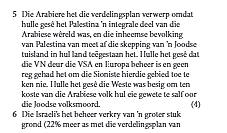 5 Die Arabiere het die verdelingsplan verwerp omdat
hulle gesê het Palestina 'n integrale deel van die
Arabiese wêreld was, en die inheemse bevolking
van Palestina van meet af die skepping van 'n Joodse
tuisland in hul land teëgestaan het. Hulle het gesê dat
die VN deur die VSA en Europa beheer is en geen
reg gehad het om die Sioniste hierdie gebied toe te
ken nie. Hulle het gesê die Weste was besig om ten
koste van die Arabiese volk hul eie gewete te salf oor
die Joodse volksmoord. (4)
6 Die Israeli's het beheer verkry van 'n groter stuk
grond (22% meer as met die verdelingsplan van